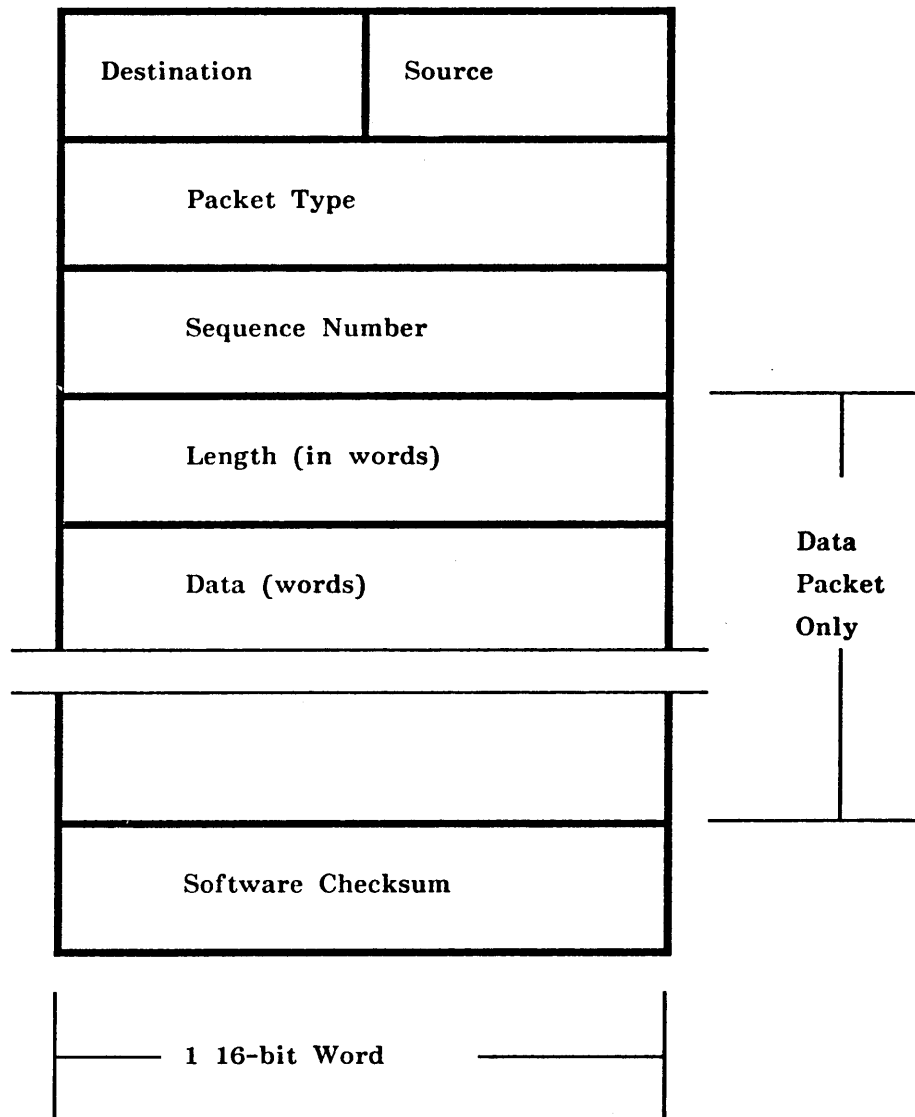 Destination Source
Packet Type
Sequence Number
Length (in words)
Data (words)
Data
Packet
Only
Software Checksum
1 16-bit Word